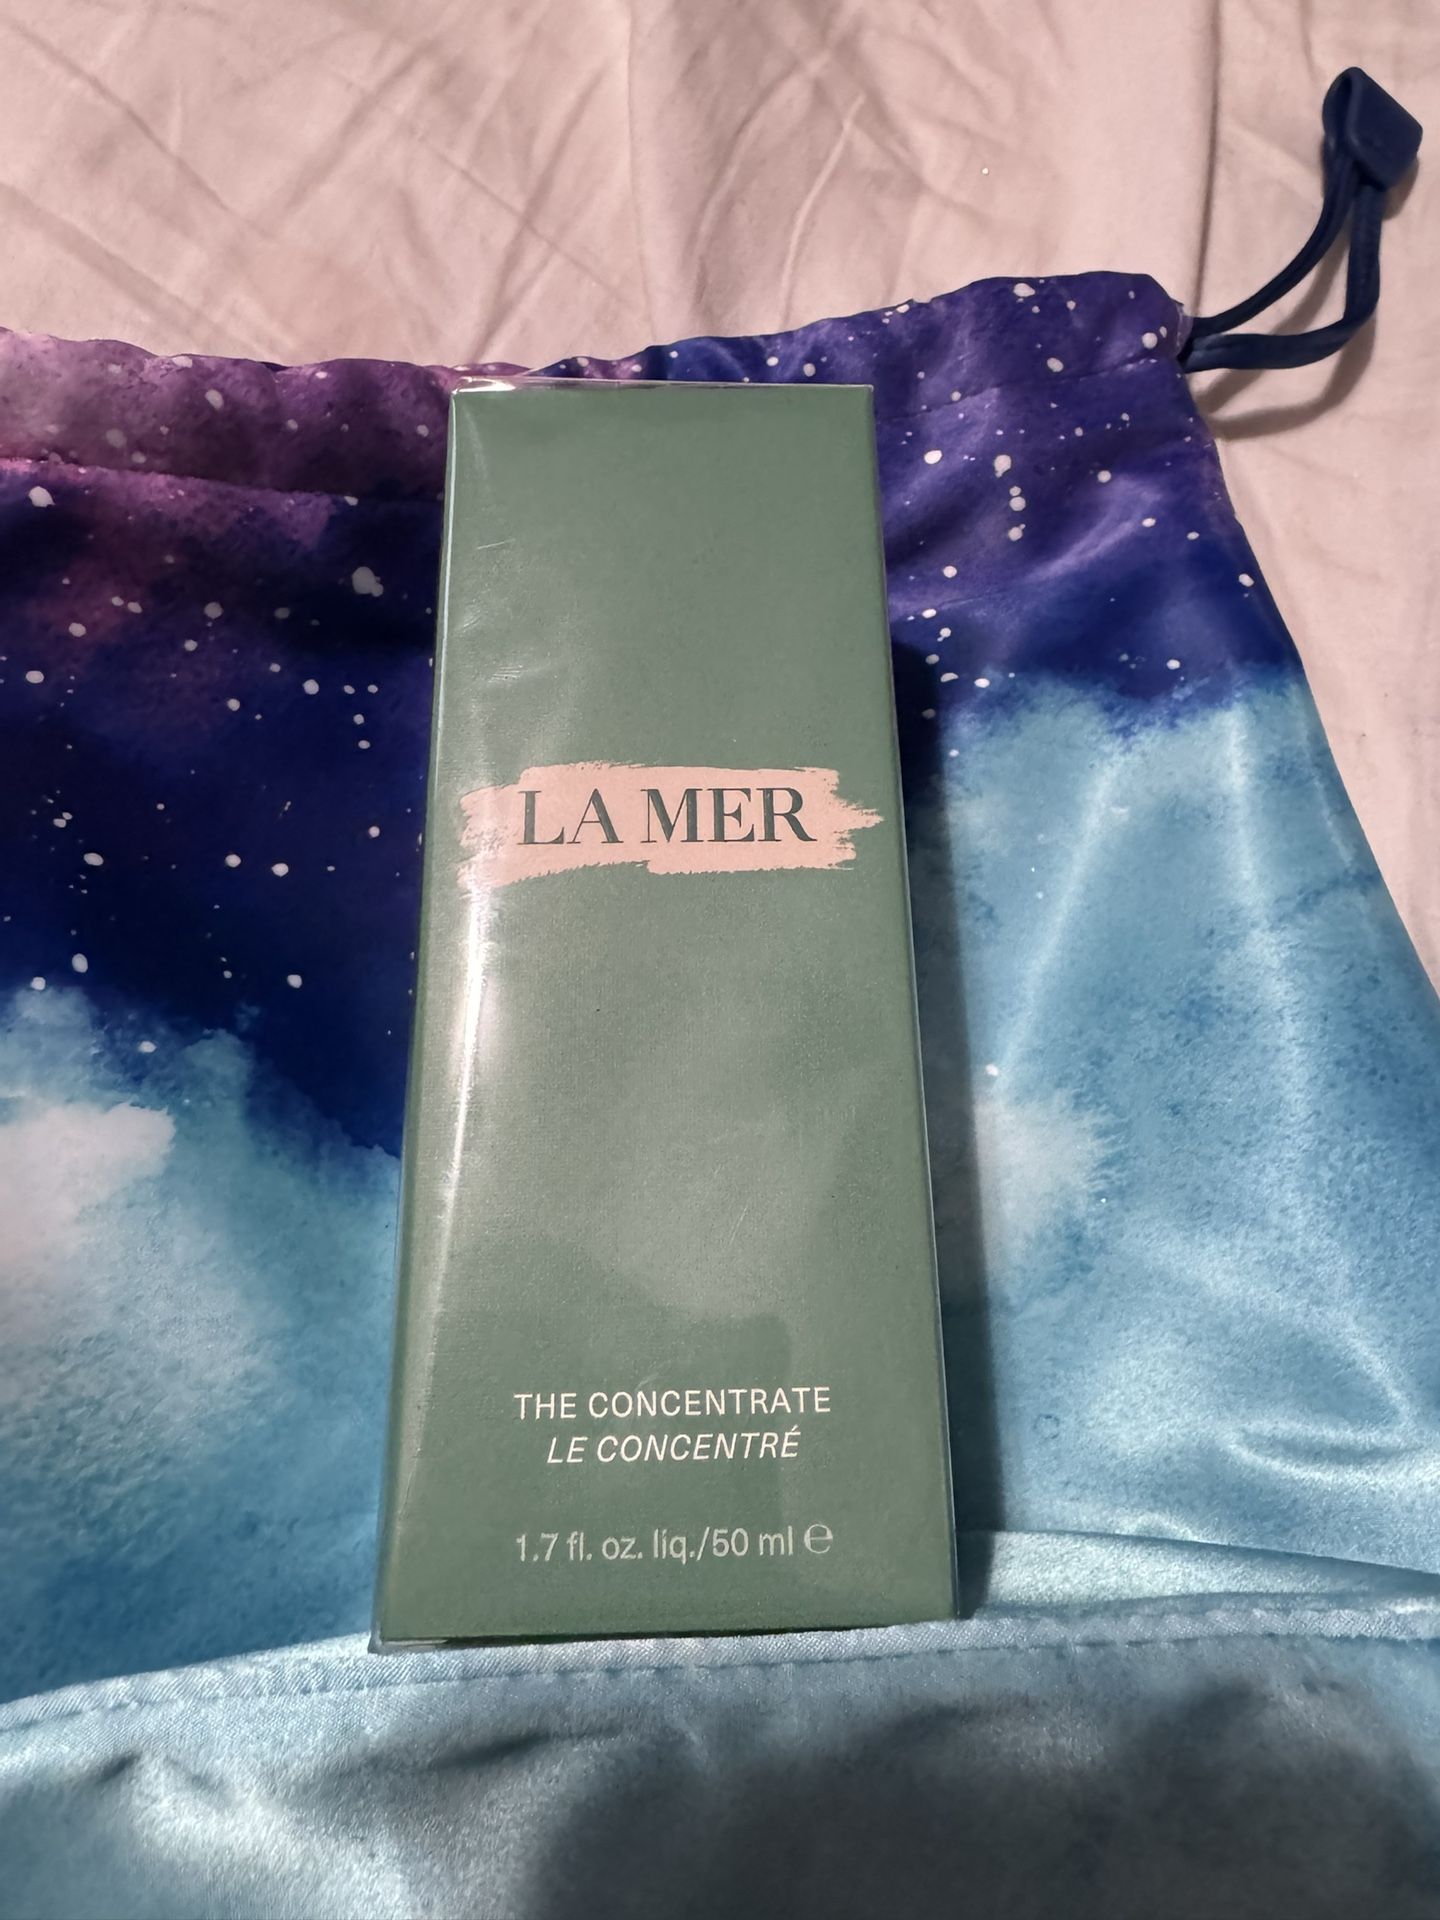 LA MER
THE CONCENTRATE
LE CONCENTRÉ
1.7 fl. oz. liq./50 ml ℮